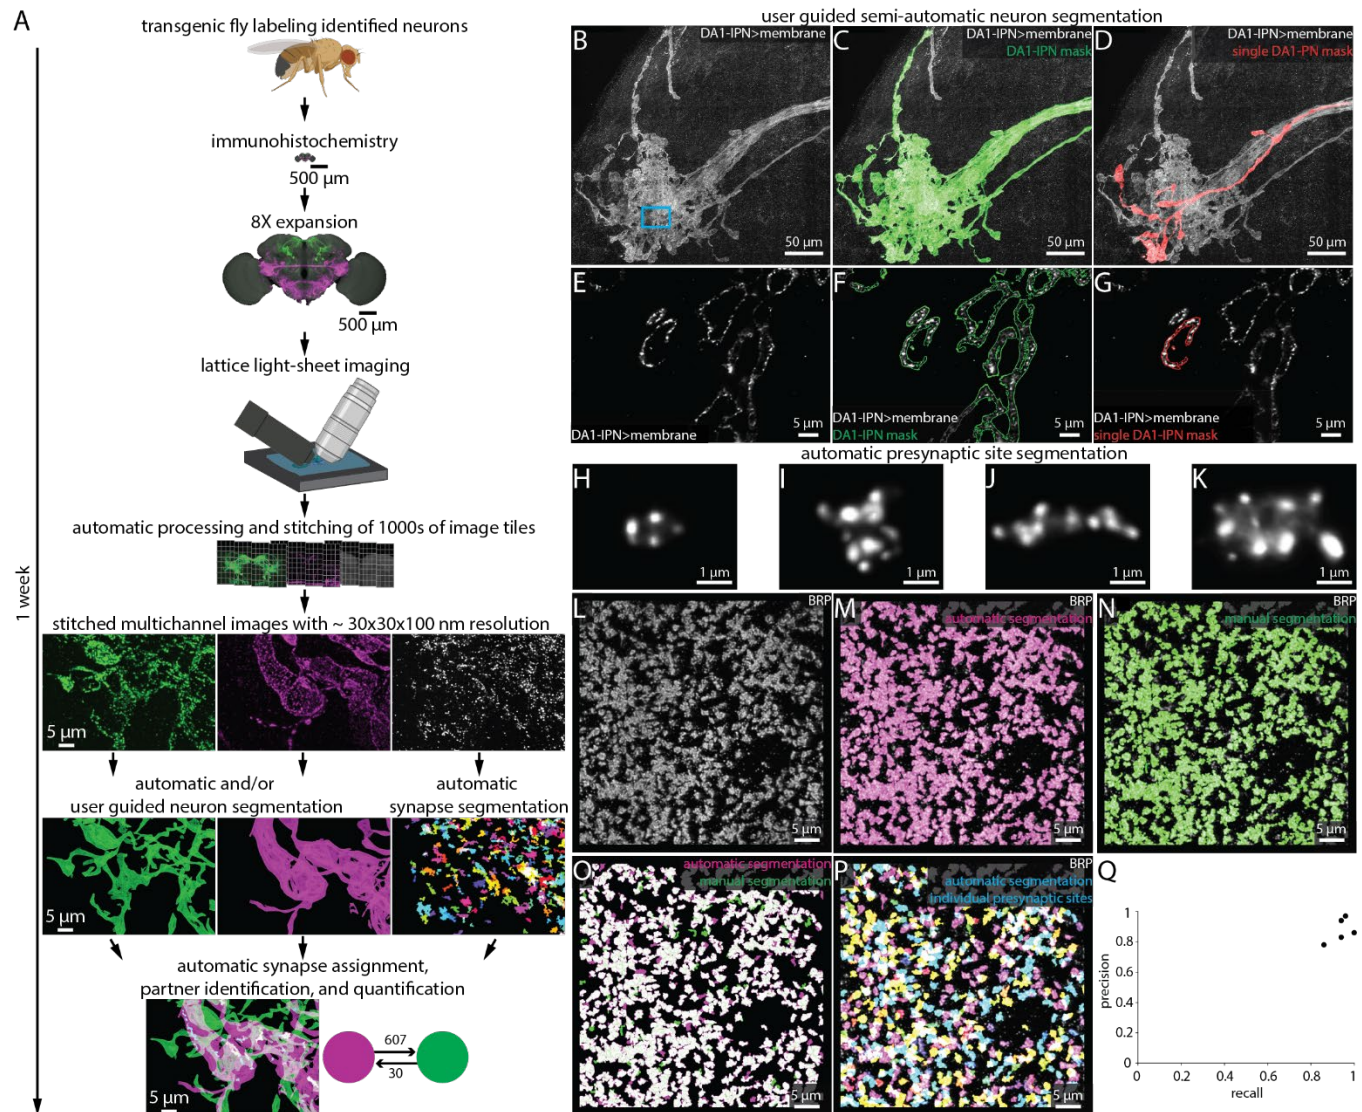 A
transgenic fly labeling identified neurons
immunohistochemistry
500 µm
8X expansion
500 µm
lattice light-sheet imaging
automatic processing and stitching of 1000s of image tiles
1 week
stitched multichannel images with ~ 30x30x100 nm resolution
5 µm
automatic and/or
user guided neuron segmentation
automatic
synapse segmentation
5 µm
automatic synapse assignment,
partner identification, and quantification
5 µm
607
30
user guided semi-automatic neuron segmentation
B
DA1-IPN>membrane
50 µm
C
DA1-IPN>membrane
DA1-IPN mask
50 µm
D
DA1-IPN>membrane
single DA1-PN mask
50 µm
E
DA1-IPN>membrane
5 µm
F
DA1-IPN>membrane
DA1-IPN mask
5 µm
G
DA1-IPN>membrane
single DA1-IPN mask
5 µm
automatic presynaptic site segmentation
H
1 µm
I
1 µm
J
1 µm
K
1 µm
L
BRP
5 µm
M
BRP
automatic segmentation
5 µm
N
BRP
manual segmentation
5 µm
O
automatic segmentation
manual segmentation
5 µm
P
BRP
automatic segmentation
individual presynaptic sites
5 µm
Q
1
0.8
0.6
0.4
0.2
0
precision
0
0.2
0.4
0.6
0.8
1
recall